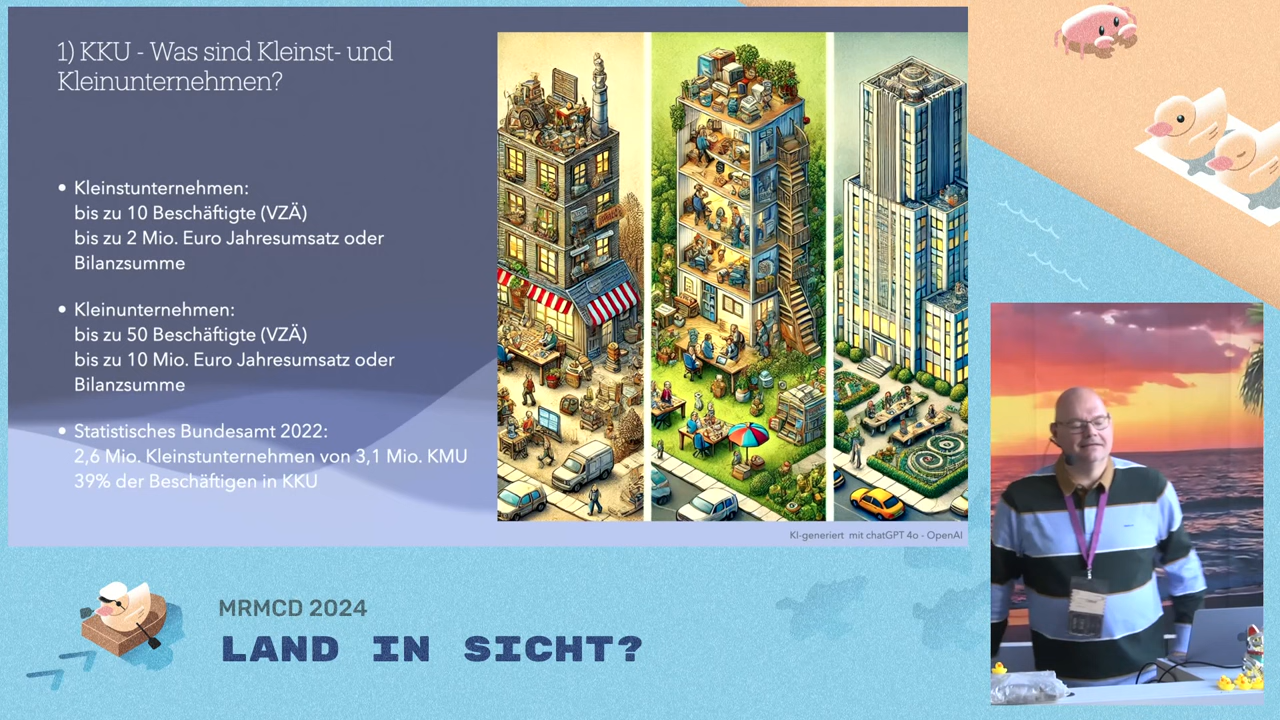 1) KKU - Was sind Kleinst- und
Kleinunternehmen?
• Kleinstunternehmen:
bis zu 10 Beschäftigte (VZÄ)
bis zu 2 Mio. Euro Jahresumsatz oder
Bilanzsumme
• Kleinunternehmen:
bis zu 50 Beschäftigte (VZÄ)
bis zu 10 Mio. Euro Jahresumsatz oder
Bilanzsumme
• Statistisches Bundesamt 2022:
2,6 Mio. Kleinstunternehmen von 3,1 Mio. KMU
39% der Beschäftigen in KKU
KI-generiert mit chatGPT 4o - OpenAI
MRMCD 2024
LAND IN SICHT?